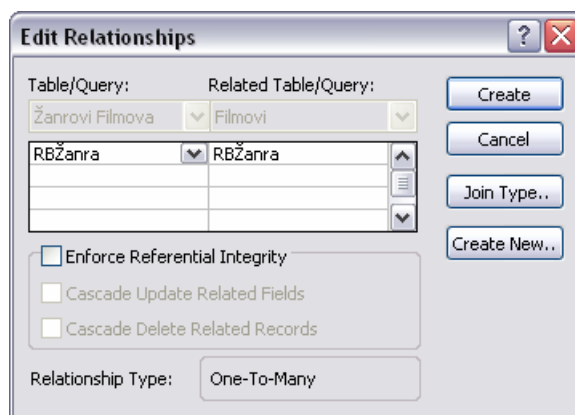 Edit Relationships
Table/Query: Related Table/Query:
Žanrovi Filmova Filmovi
RBŽanra RBŽanra
Enforce Referential Integrity
Cascade Update Related Fields
Cascade Delete Related Records
Relationship Type: One-To-Many
Create
Cancel
Join Type..
Create New..